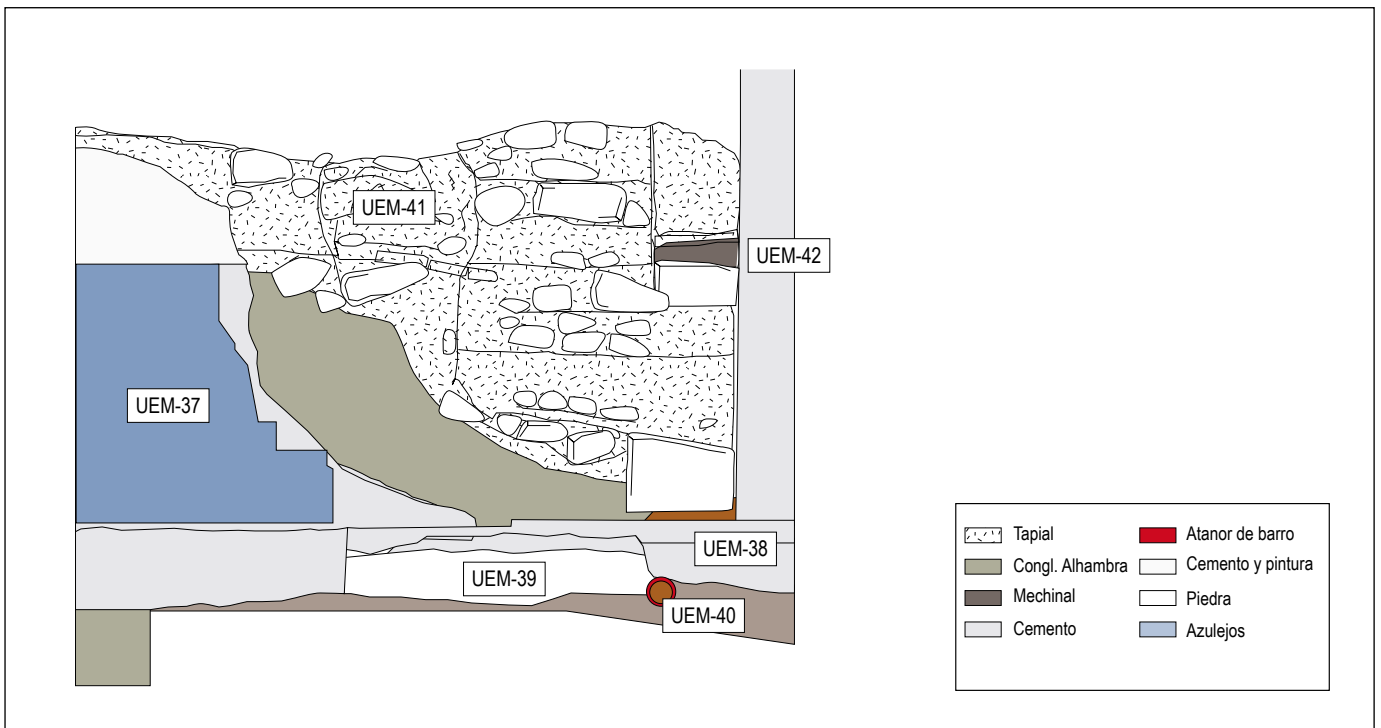 UEM-41
UEM-42
UEM-37
UEM-38
UEM-39
UEM-40
Tapial
Congl. Alhambra
Mechinal
Cemento
Atanor de barro
Cemento y pintura
Piedra
Azulejos